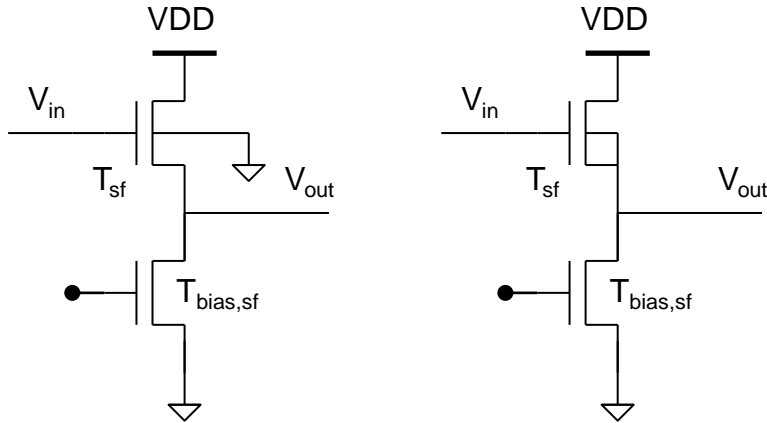 VDD VDD
V_in V_in
T_sf T_sf
V_out V_out
T_bias,sf T_bias,sf